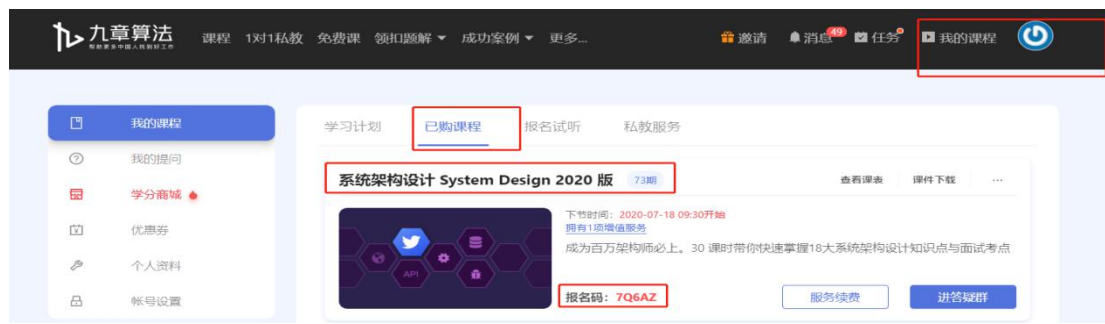 九章算法 课程 1对1私教 免费课 领扣题解 成功案例 更多... 邀请 消息 49 任务 我的课程
帮助更多中国人找到好工作
我的课程 学习计划 已购课程 报名试听 私教服务
我的提问
学分商城 系统架构设计 System Design 2020 版 73期 查看课表 课件下载 ...
优惠券 下节时间：2020-07-18 09:30开始
拥有1项增值服务
个人资料 成为百万架构师必上。30 课时带你快速掌握18大系统架构设计知识点与面试考点
API
帐号设置 报名码：7Q6AZ 服务续费 进答疑群